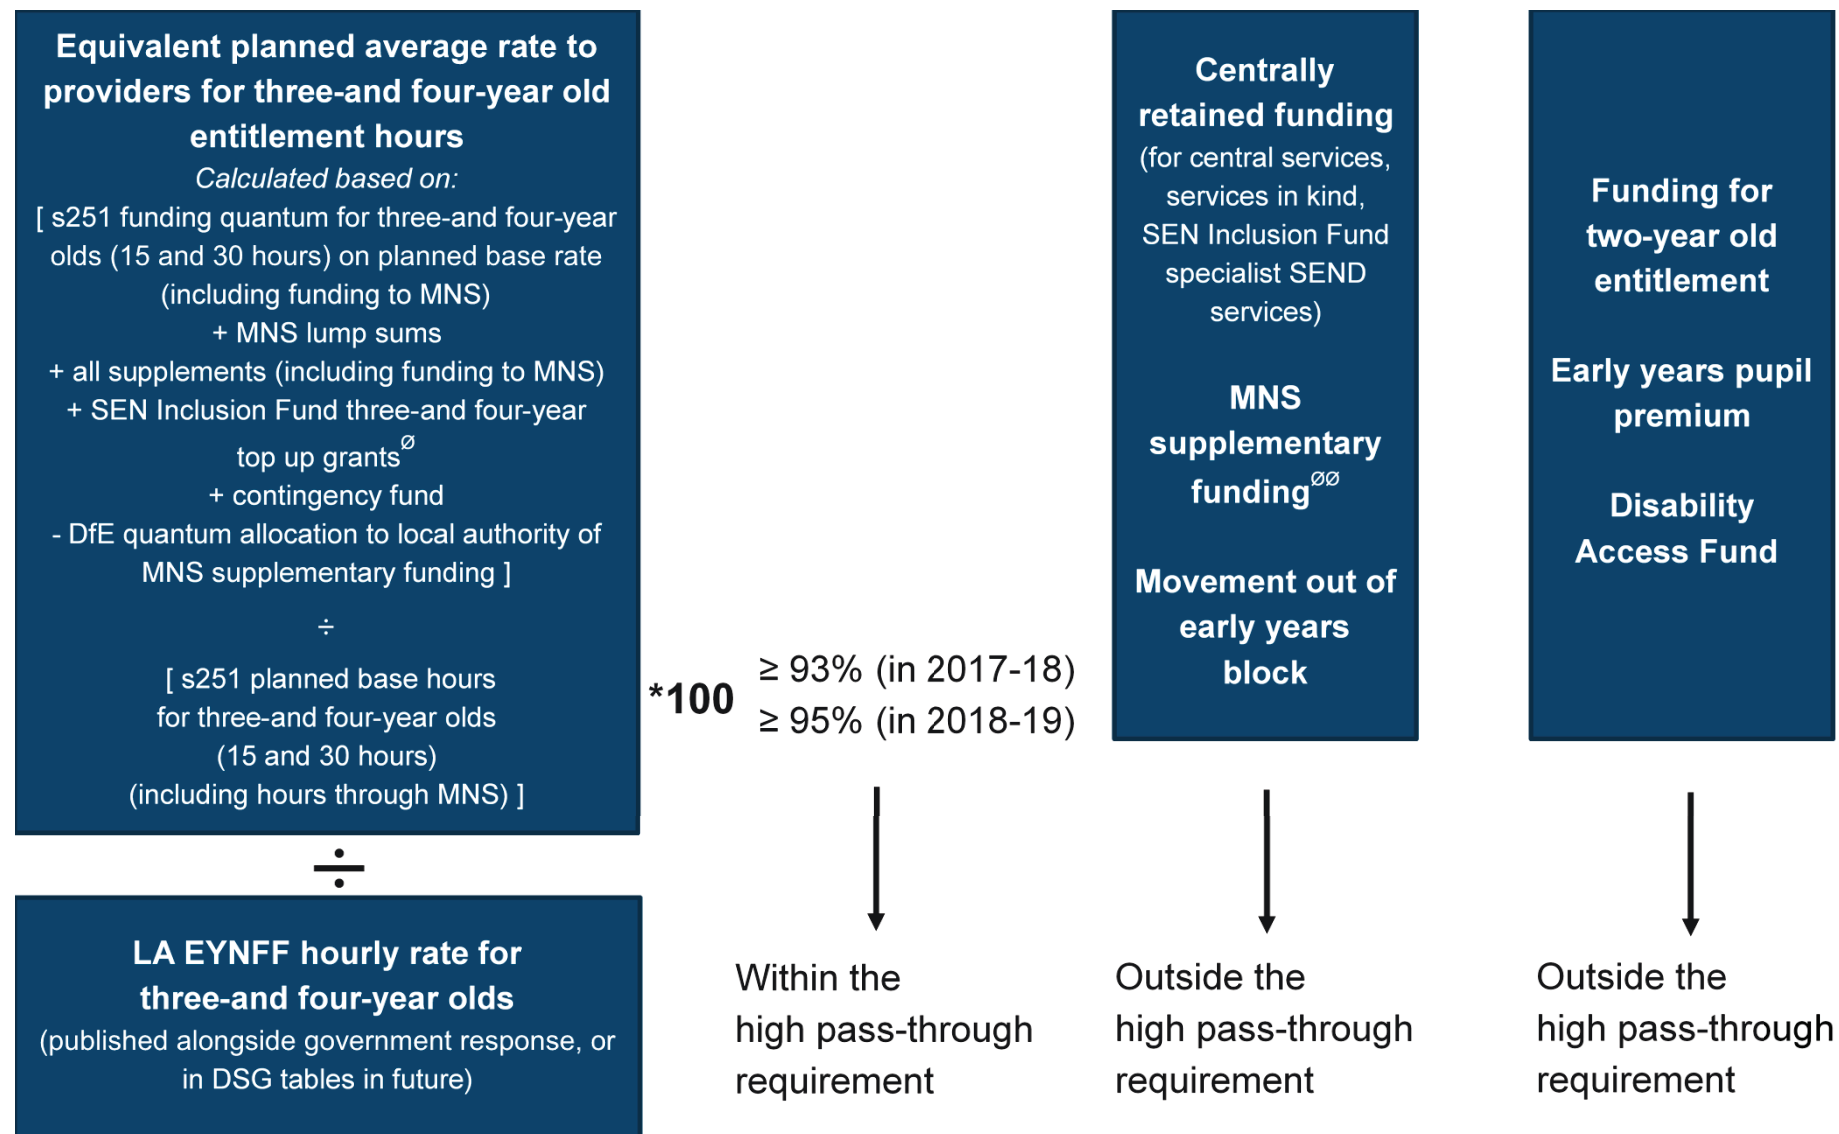 Equivalent planned average rate to
providers for three-and four-year old
entitlement hours
Calculated based on:
[ s251 funding quantum for three-and four-year
olds (15 and 30 hours) on planned base rate
(including funding to MNS)
+ MNS lump sums
+ all supplements (including funding to MNS)
+ SEN Inclusion Fund three-and four-year
top up grantsø
+ contingency fund
- DfE quantum allocation to local authority of
MNS supplementary funding ]
÷
[ s251 planned base hours
for three-and four-year olds
(15 and 30 hours)
(including hours through MNS) ]
÷
LA EYNFF hourly rate for
three-and four-year olds
(published alongside government response, or
in DSG tables in future)
*100
≥ 93% (in 2017-18)
≥ 95% (in 2018-19)
Within the
high pass-through
requirement
Centrally
retained funding
(for central services,
services in kind,
SEN Inclusion Fund
specialist SEND
services)
MNS
supplementary
fundingøø
Movement out of
early years
block
Outside the
high pass-through
requirement
Funding for
two-year old
entitlement
Early years pupil
premium
Disability
Access Fund
Outside the
high pass-through
requirement